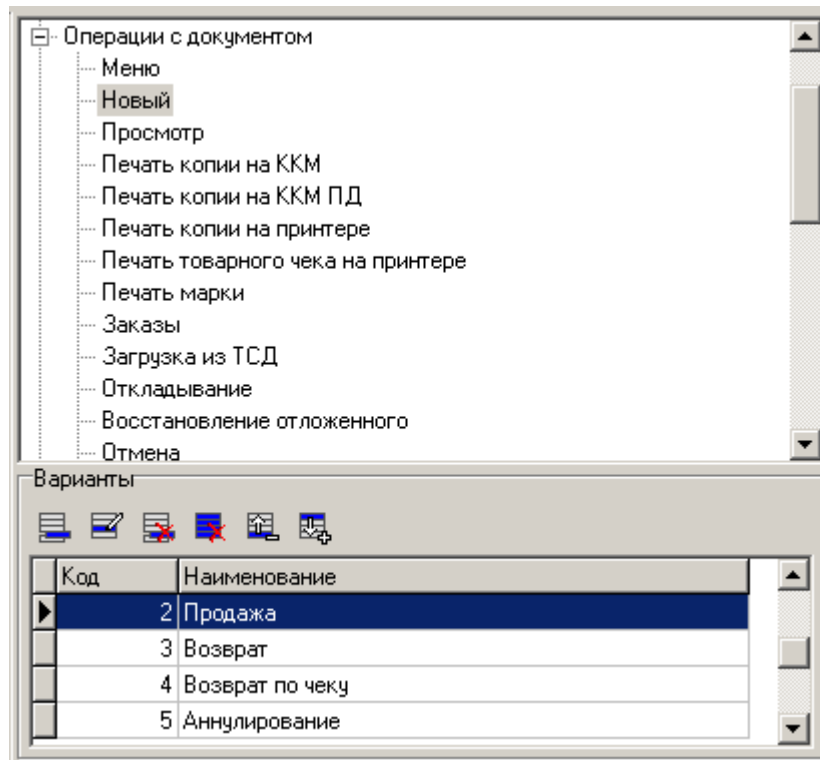 Операции с документом
Меню
Новый
Просмотр
Печать копии на ККМ
Печать копии на ККМ ПД
Печать копии на принтере
Печать товарного чека на принтере
Печать марки
Заказы
Загрузка из ТСД
Откладывание
Восстановление отложенного
Отмена
Варианты
Код Наименование
2 Продажа
3 Возврат
4 Возврат по чеку
5 Аннулирование